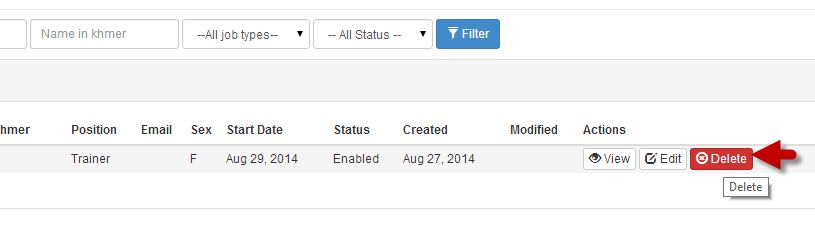 Name in khmer --All job types-- -- All Status -- Filter
hmer Position Email Sex Start Date Status Created Modified Actions
Trainer F Aug 29, 2014 Enabled Aug 27, 2014 View Edit Delete
Delete